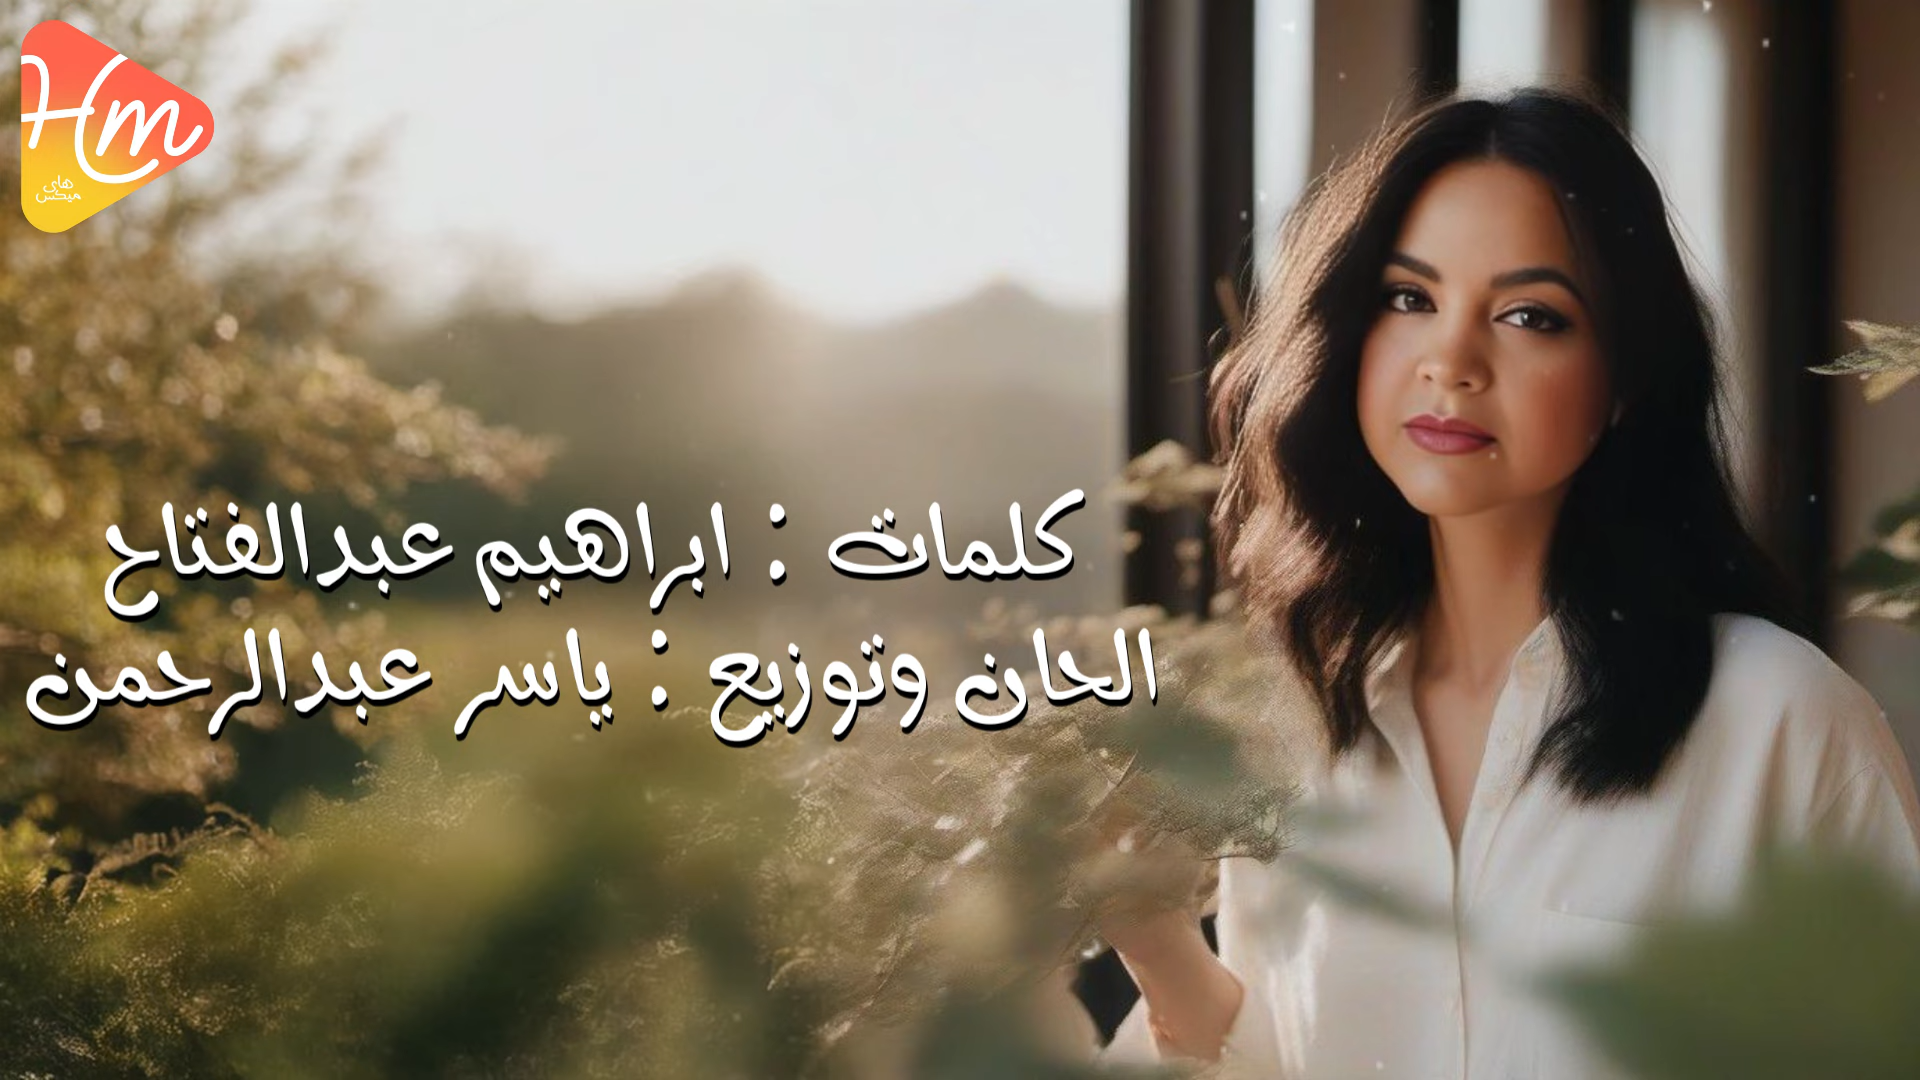 Hm
هاي
ميكس
كلمات : ابراهيم عبدالفتاح
الحان وتوزيع : ياسر عبدالرحمن